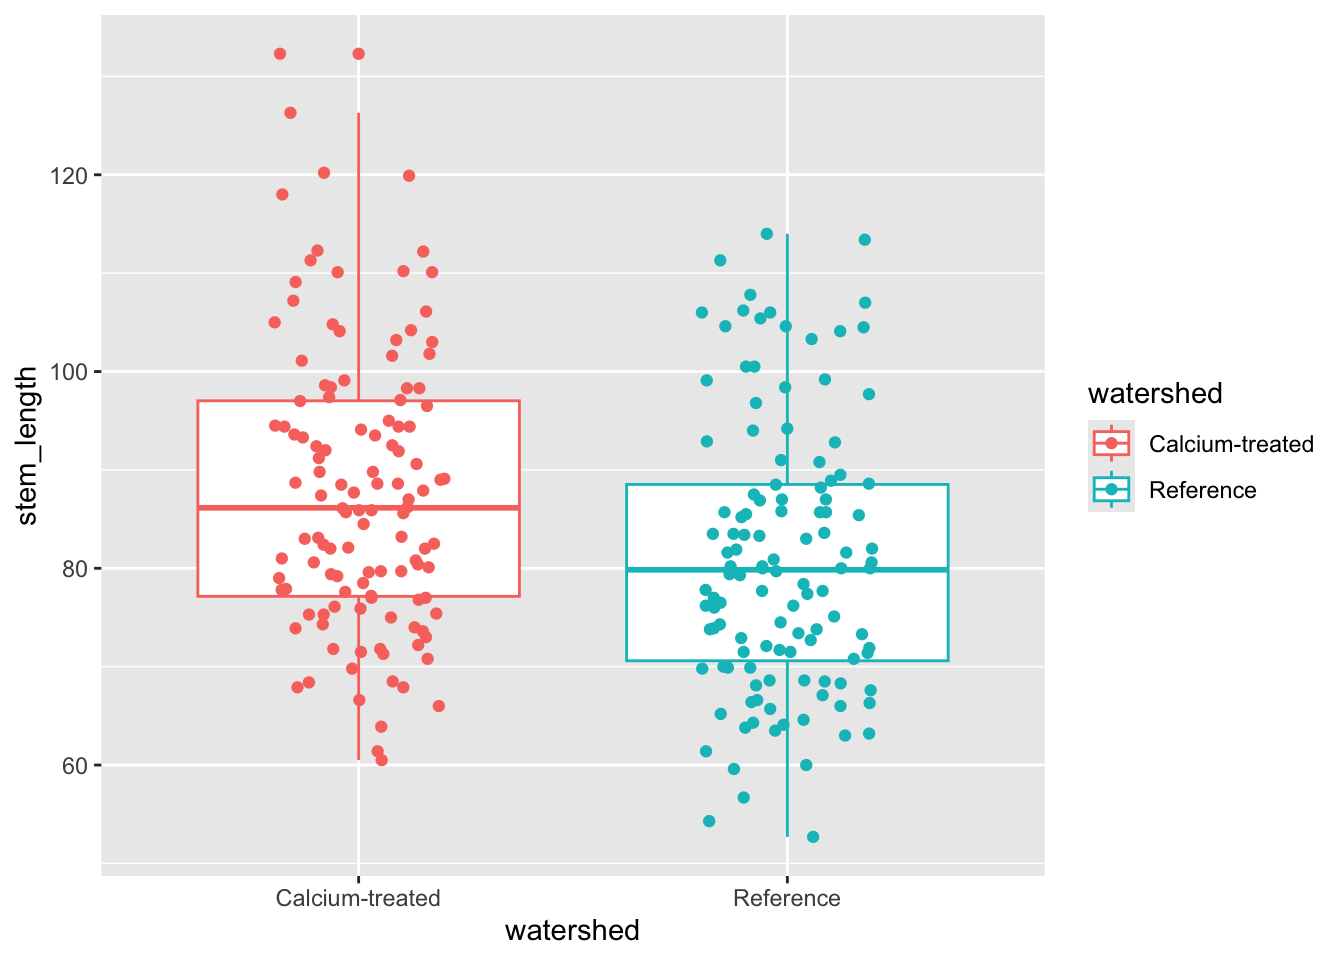 stem_length
120
100
80
60
Calcium-treated
Reference
watershed
watershed
Calcium-treated
Reference